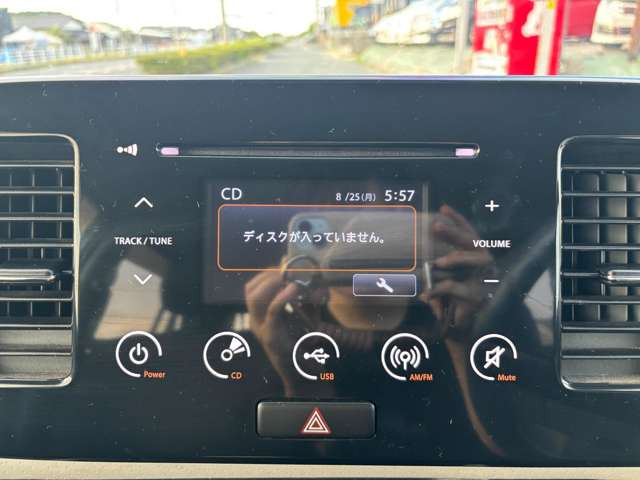 CD 8/25(月) 5:57
ディスクが入っていません。
TRACK / TUNE
+
VOLUME
−
Power
CD
USB
AM/FM
Mute